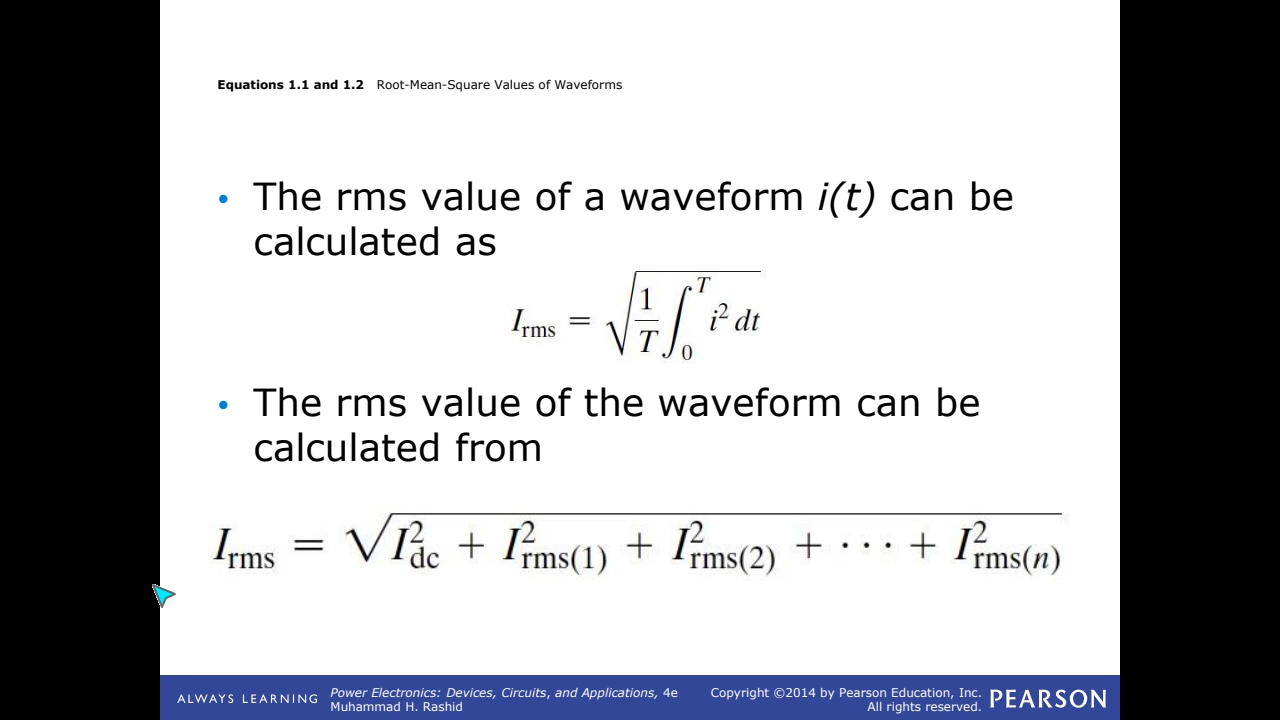 Equations 1.1 and 1.2 Root-Mean-Square Values of Waveforms
• The rms value of a waveform i(t) can be
calculated as
I_rms = √(1/T ∫₀ᵀ i² dt)
• The rms value of the waveform can be
calculated from
I_rms = √(I²_dc + I²_rms(1) + I²_rms(2) + ··· + I²_rms(n))
ALWAYS LEARNING
Power Electronics: Devices, Circuits, and Applications, 4e
Muhammad H. Rashid
Copyright ©2014 by Pearson Education, Inc.
All rights reserved.
PEARSON